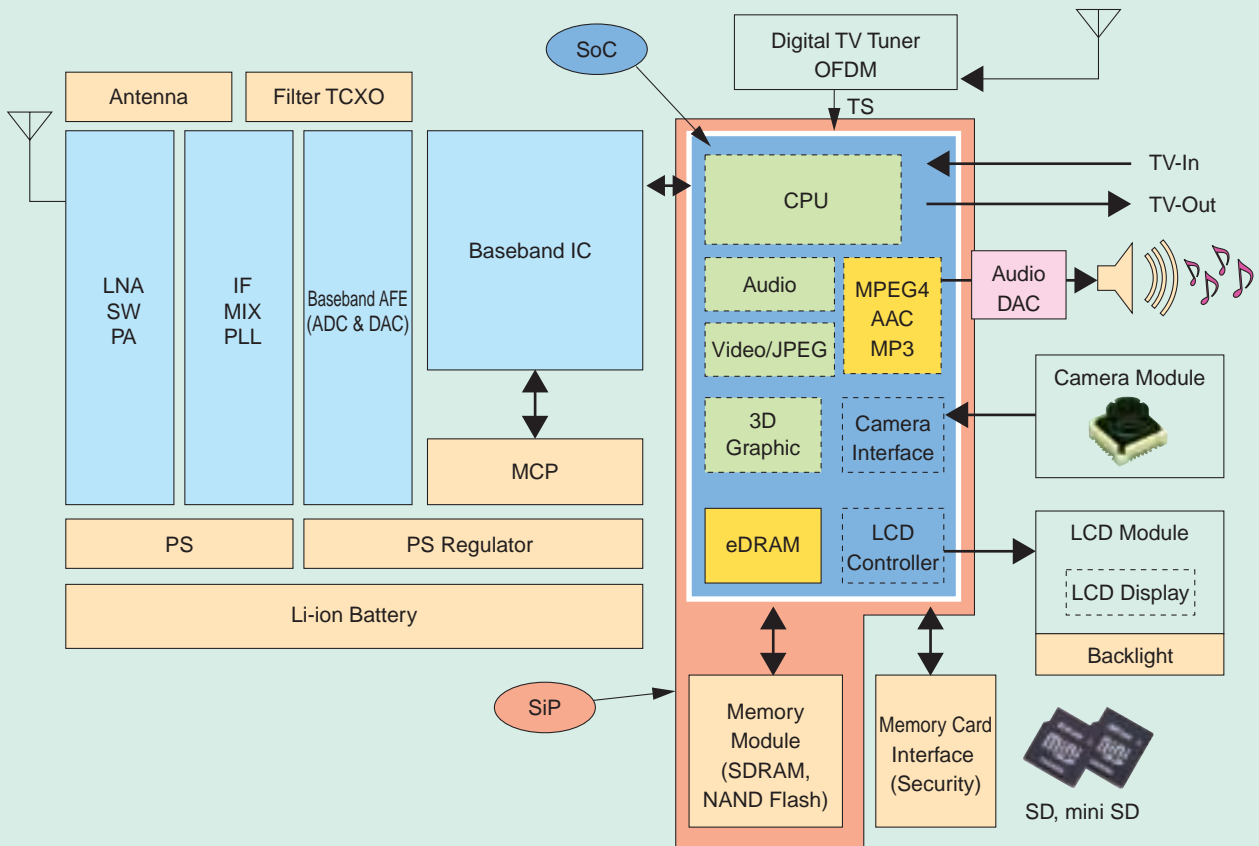 SoC
Digital TV Tuner
OFDM
TS
Antenna
Filter TCXO
LNA
SW
PA
IF
MIX
PLL
Baseband AFE
(ADC & DAC)
Baseband IC
MCP
PS
PS Regulator
Li-ion Battery
CPU
Audio
Video/JPEG
MPEG4
AAC
MP3
3D
Graphic
Camera
Interface
eDRAM
LCD
Controller
TV-In
TV-Out
Audio
DAC
Camera Module
LCD Module
LCD Display
Backlight
SiP
Memory
Module
(SDRAM,
NAND Flash)
Memory Card
Interface
(Security)
SD, mini SD